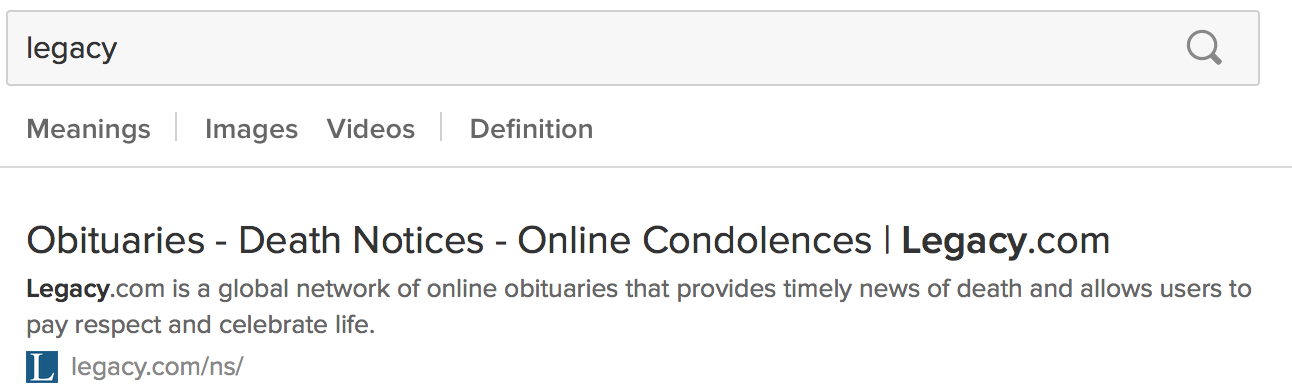 legacy
Meanings Images Videos Definition
Obituaries - Death Notices - Online Condolences | Legacy.com
Legacy.com is a global network of online obituaries that provides timely news of death and allows users to
pay respect and celebrate life.
L legacy.com/ns/